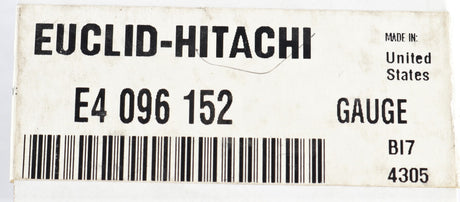 EUCLID-HITACHI
MADE IN:
United
States
E4 096 152
GAUGE
BI7
4305